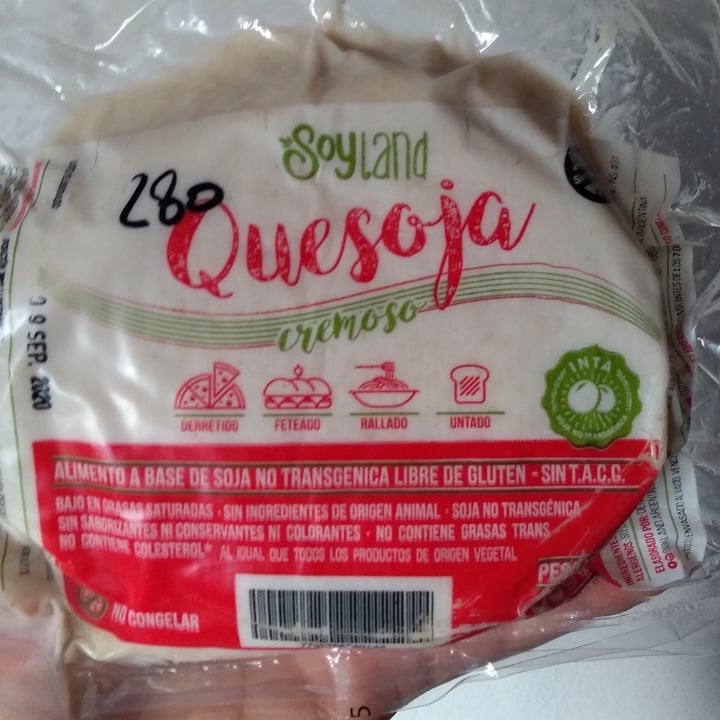 SoyLand
280
Quesoja
cremoso
09 SEP. 2020
DERRETIDO
FETEADO
RALLADO
UNTADO
INTA
ALIMENTO A BASE DE SOJA NO TRANSGENICA LIBRE DE GLUTEN - SIN T.A.C.C.
BAJO EN GRASAS SATURADAS · SIN INGREDIENTES DE ORIGEN ANIMAL · SOJA NO TRANSGÉNICA
SIN SABORIZANTES NI CONSERVANTES NI COLORANTES · NO CONTIENE GRASAS TRANS
NO CONTIENE COLESTEROL* AL IGUAL QUE TODOS LOS PRODUCTOS DE ORIGEN VEGETAL
NO CONGELAR